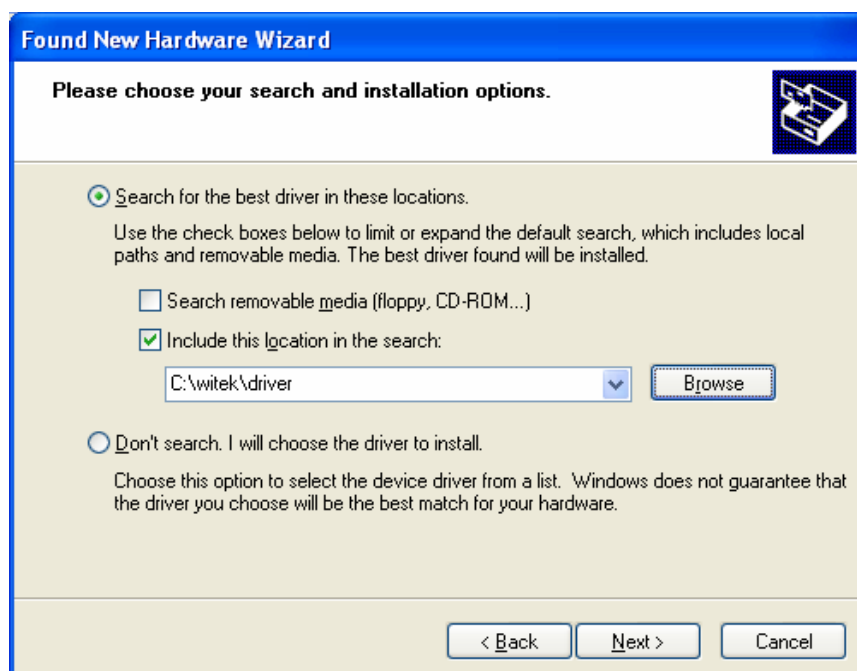 Found New Hardware Wizard
Please choose your search and installation options.
Search for the best driver in these locations.
Use the check boxes below to limit or expand the default search, which includes local
paths and removable media. The best driver found will be installed.
Search removable media (floppy, CD-ROM...)
Include this location in the search:
C:\witek\driver
Browse
Don't search. I will choose the driver to install.
Choose this option to select the device driver from a list. Windows does not guarantee that
the driver you choose will be the best match for your hardware.
< Back Next > Cancel